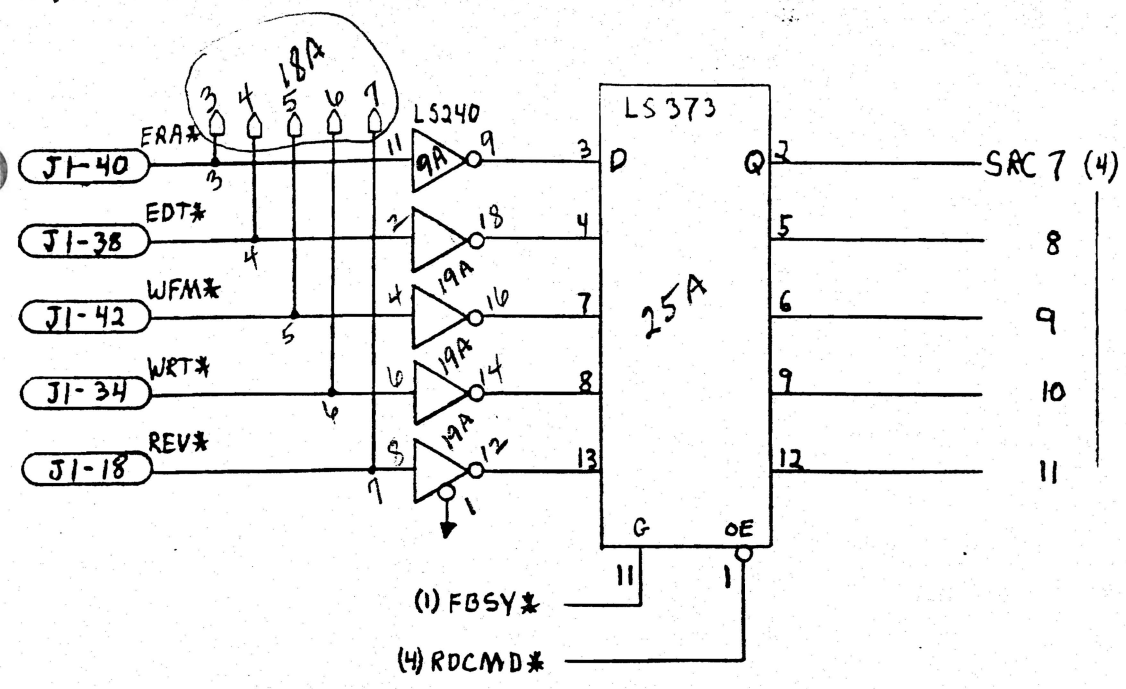 18A
3 4 5 6 7
LS240
LS373
J1-40 ERA* 3 11 9A 9 3 D Q 2 SRC 7 (4)
J1-38 EDT* 4 2 19A 18 4 5 8
J1-42 WFM* 5 4 19A 16 7 25A 6 9
J1-34 WRT* 6 6 19A 14 8 9 10
J1-18 REV* 7 8 12 13 12 11
1
G OE
11 1
(1) FBSY*
(4) RDCMD*